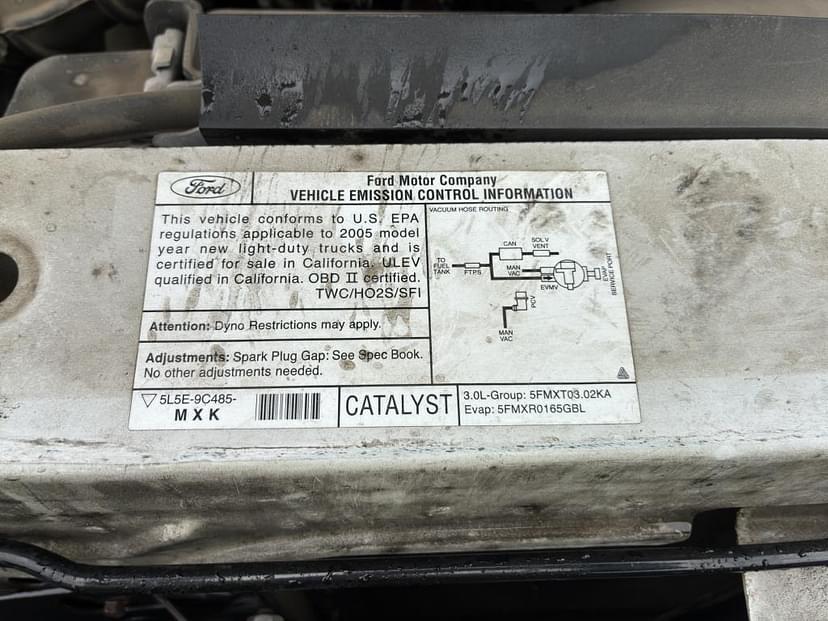 Ford
Ford Motor Company
VEHICLE EMISSION CONTROL INFORMATION
This vehicle conforms to U.S. EPA
regulations applicable to 2005 model
year new light-duty trucks and is
certified for sale in California. ULEV
qualified in California. OBD II certified.
TWC/HO2S/SFI
Attention: Dyno Restrictions may apply.
Adjustments: Spark Plug Gap: See Spec Book.
No other adjustments needed.
VACUUM HOSE ROUTING
CAN
SOLV
VENT
TO
FUEL
TANK
FTPS
MAN
VAC
EVMV
EVAP
SERVICE PORT
PCV
MAN
VAC
5L5E-9C485-
MXK
CATALYST
3.0L-Group: 5FMXT03.02KA
Evap: 5FMXR0165GBL